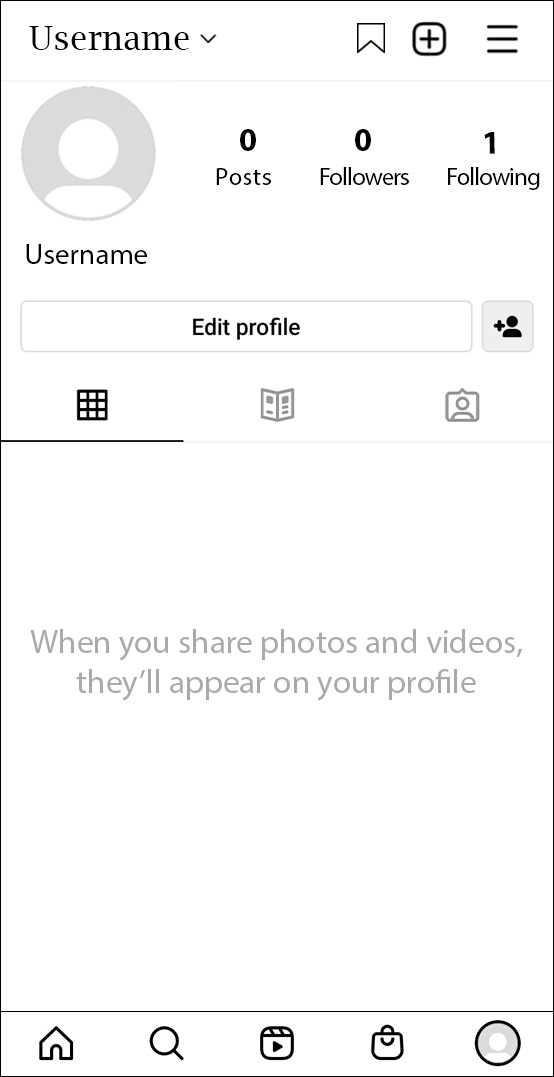 Username
0 0 1
Posts Followers Following
Username
Edit profile
When you share photos and videos,
they’ll appear on your profile